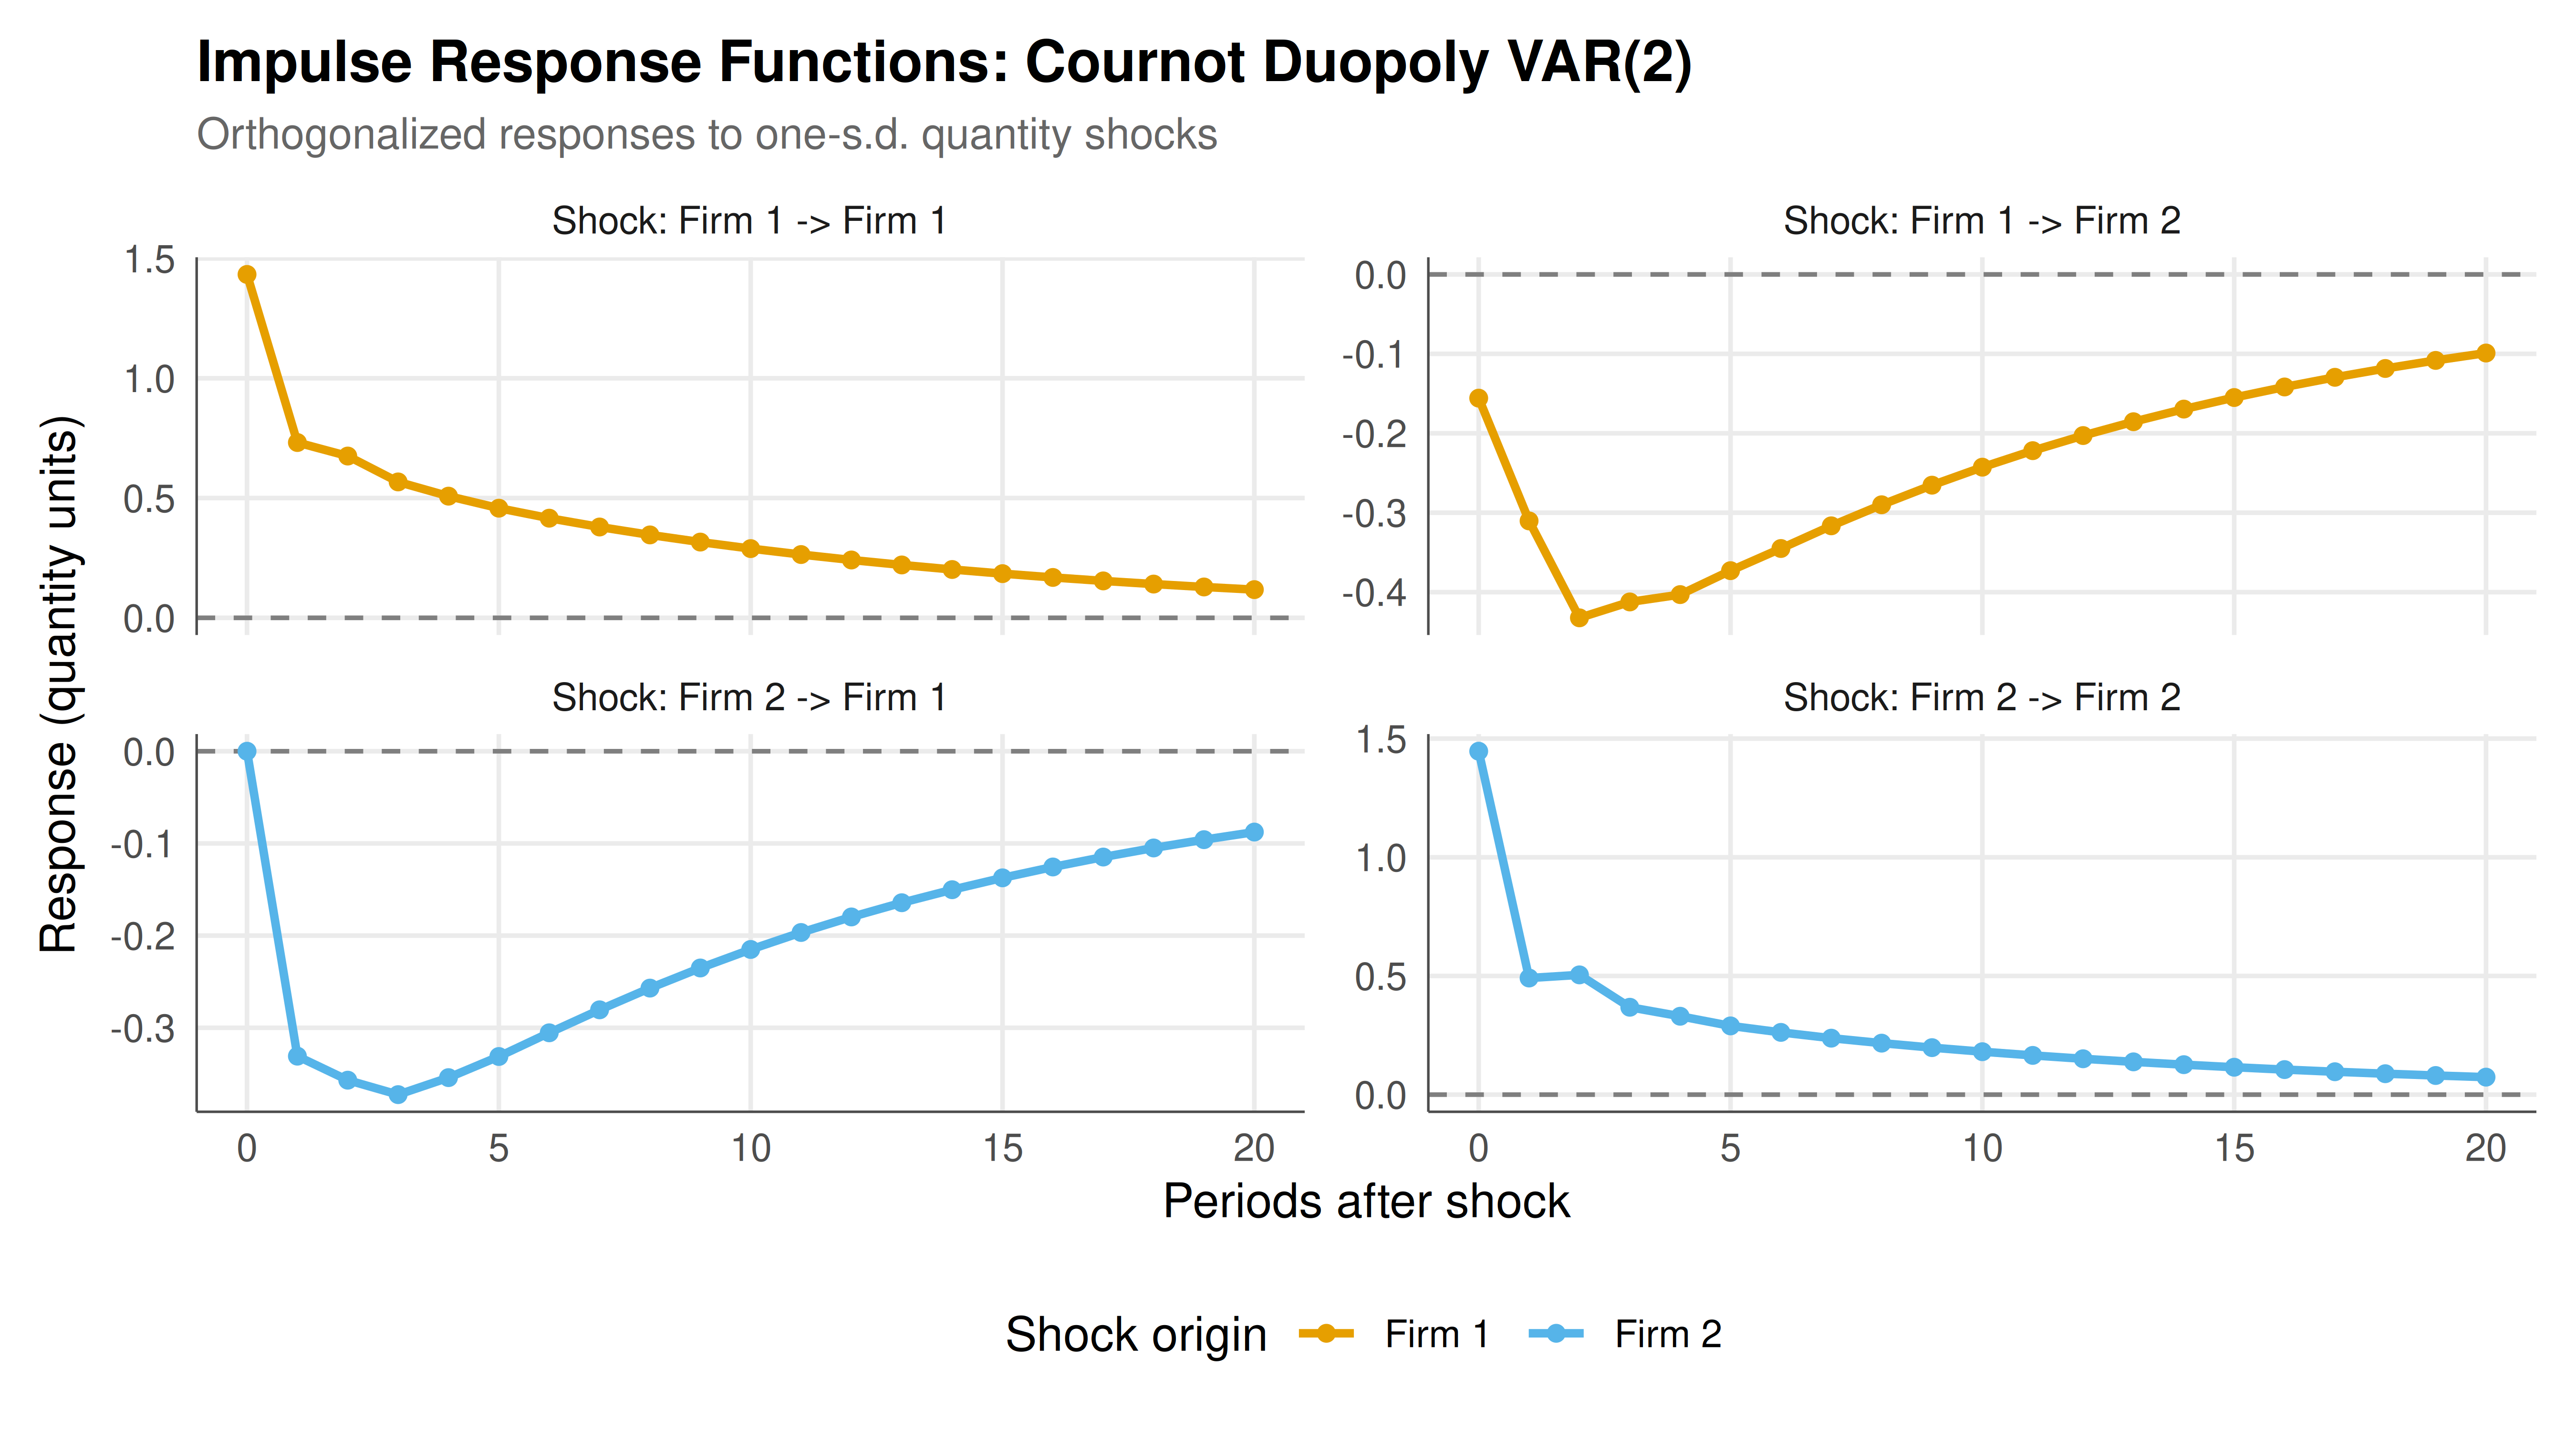 Impulse Response Functions: Cournot Duopoly VAR(2)
Orthogonalized responses to one-s.d. quantity shocks
Response (quantity units)
Shock: Firm 1 -> Firm 1
1.5
1.0
0.5
0.0
Shock: Firm 1 -> Firm 2
0.0
-0.1
-0.2
-0.3
-0.4
Shock: Firm 2 -> Firm 1
0.0
-0.1
-0.2
-0.3
0 5 10 15 20
Shock: Firm 2 -> Firm 2
1.5
1.0
0.5
0.0
0 5 10 15 20
Periods after shock
Shock origin Firm 1 Firm 2